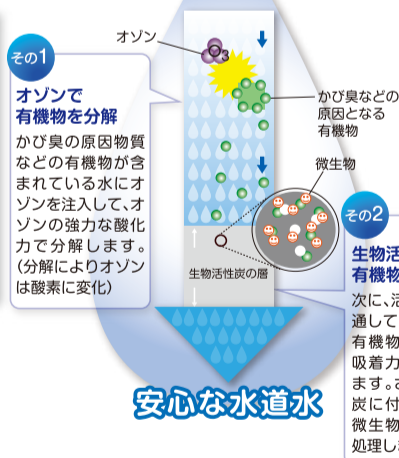 オゾン
O3
その1
オゾンで
有機物を分解
かび臭の原因物質
などの有機物が含
まれている水にオ
ゾンを注入して、オ
ゾンの強力な酸化
力で分解します。
(分解によりオゾン
は酸素に変化)
かび臭などの
原因となる
有機物
微生物
生物活性炭の層
その2
生物活
有機物
次に、活
通して
有機物
吸着力
ます。さ
炭に付
微生物
処理しま
安心な水道水